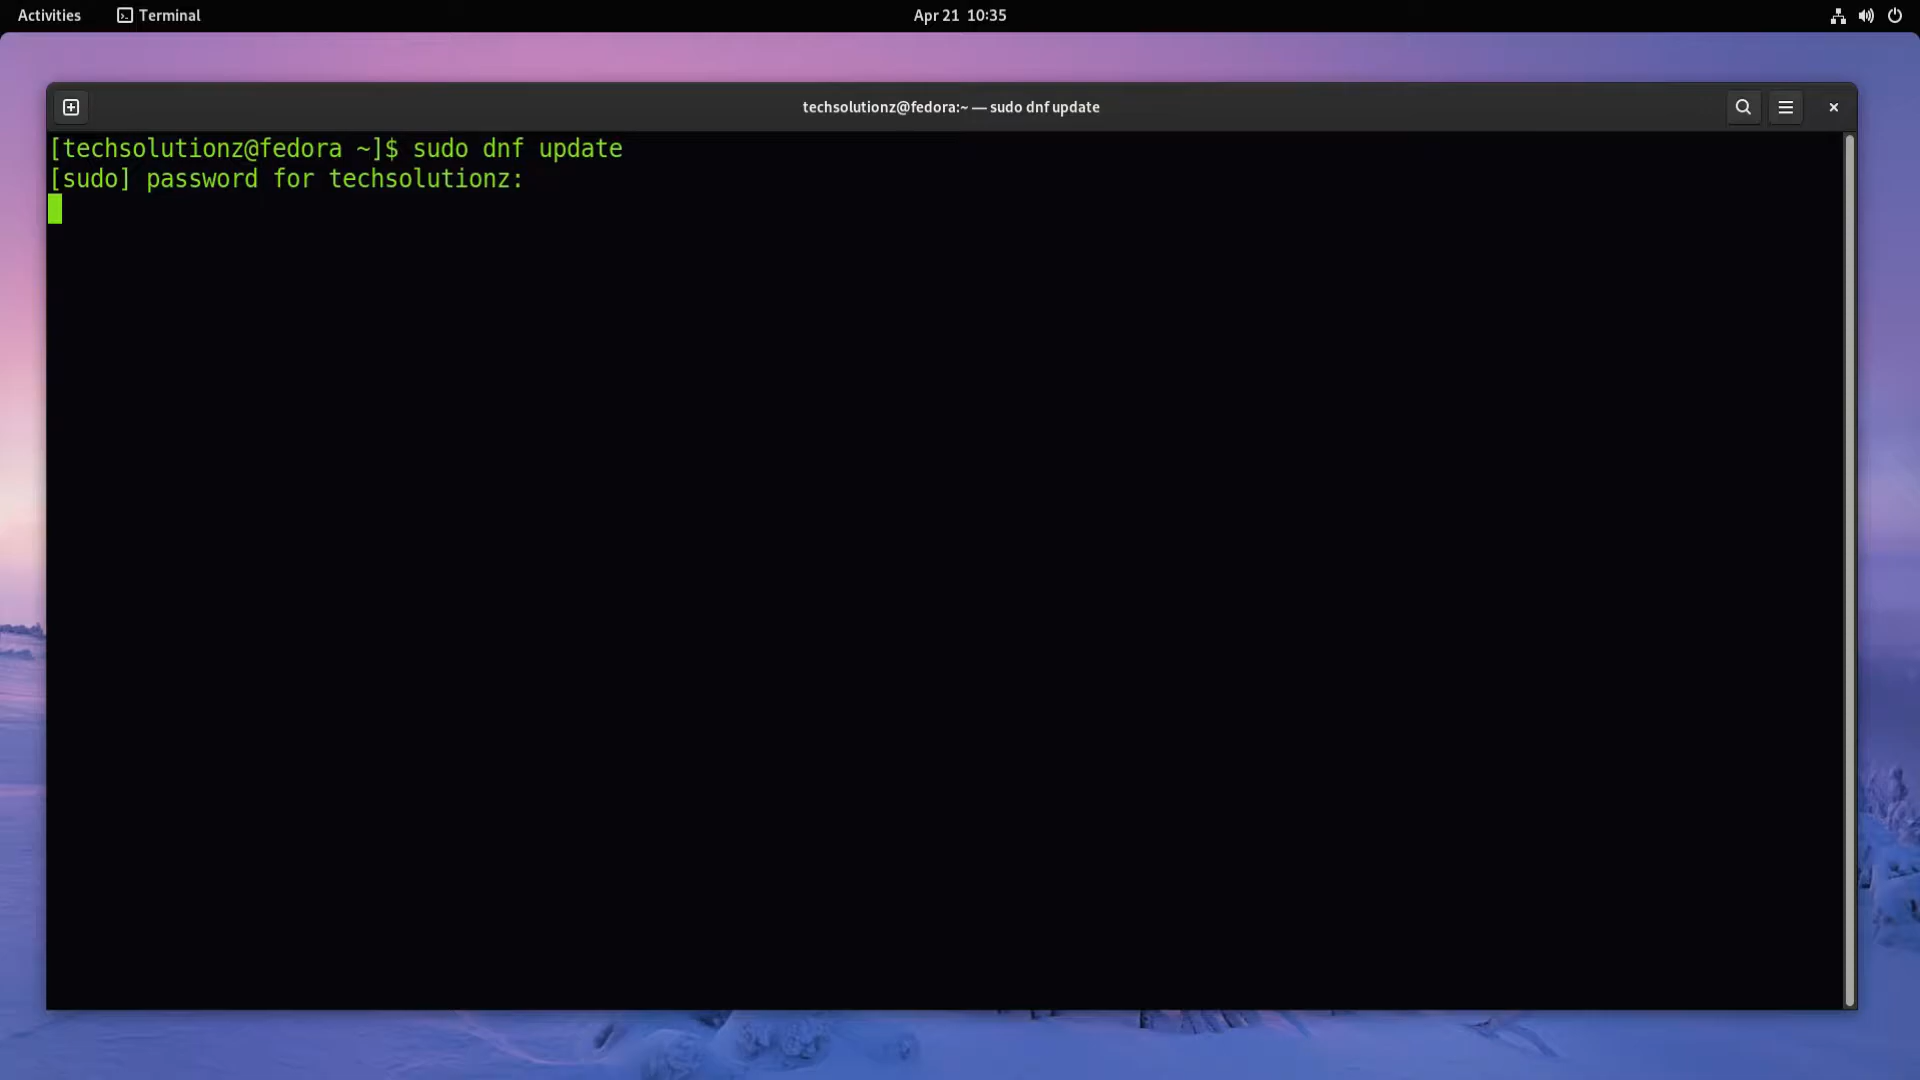 Activities
Terminal
Apr 21 10:35
techsolutionz@fedora:~ — sudo dnf update
[techsolutionz@fedora ~]$ sudo dnf update
[sudo] password for techsolutionz: